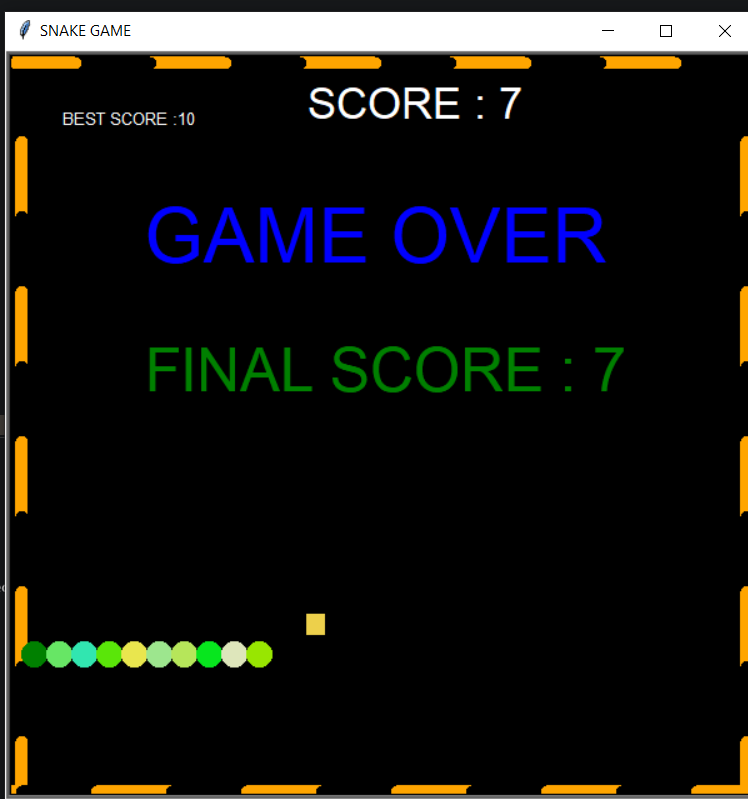 SNAKE GAME
SCORE : 7
BEST SCORE :10
GAME OVER
FINAL SCORE : 7